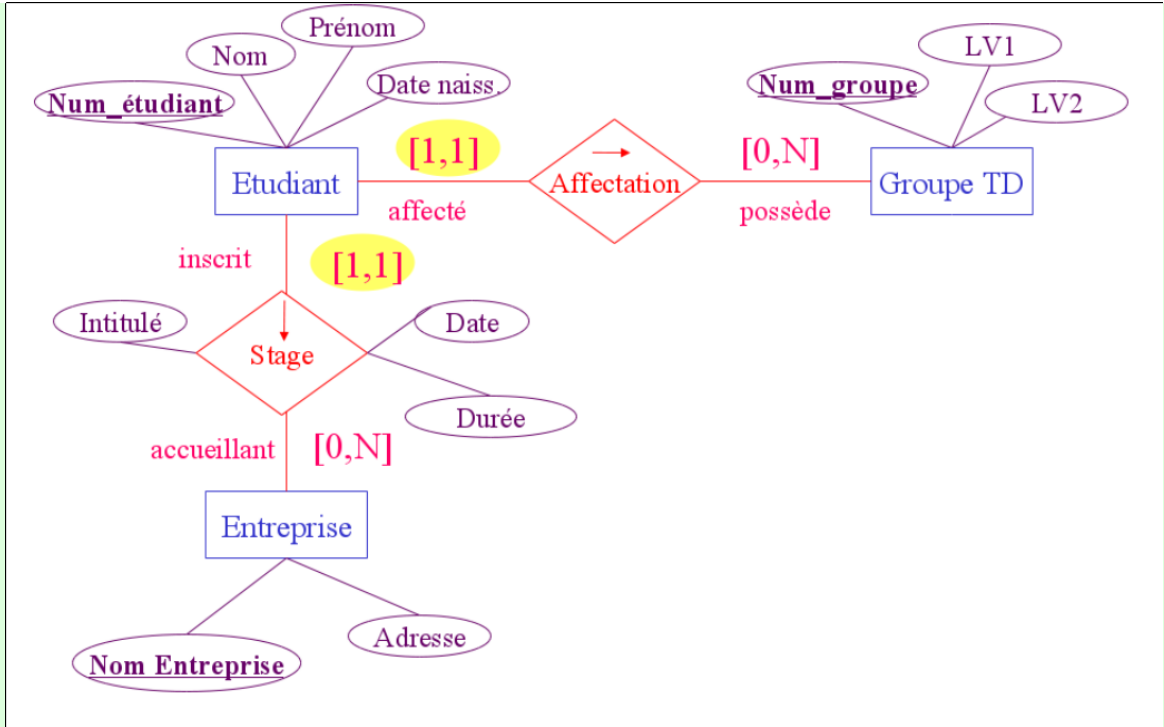 Prénom
Nom
Date naiss.
Num_étudiant
LV1
Num_groupe
LV2
[1,1]
[0,N]
Etudiant
Affectation
Groupe TD
affecté
possède
inscrit
[1,1]
Intitulé
Date
Stage
Durée
accueillant
[0,N]
Entreprise
Adresse
Nom Entreprise